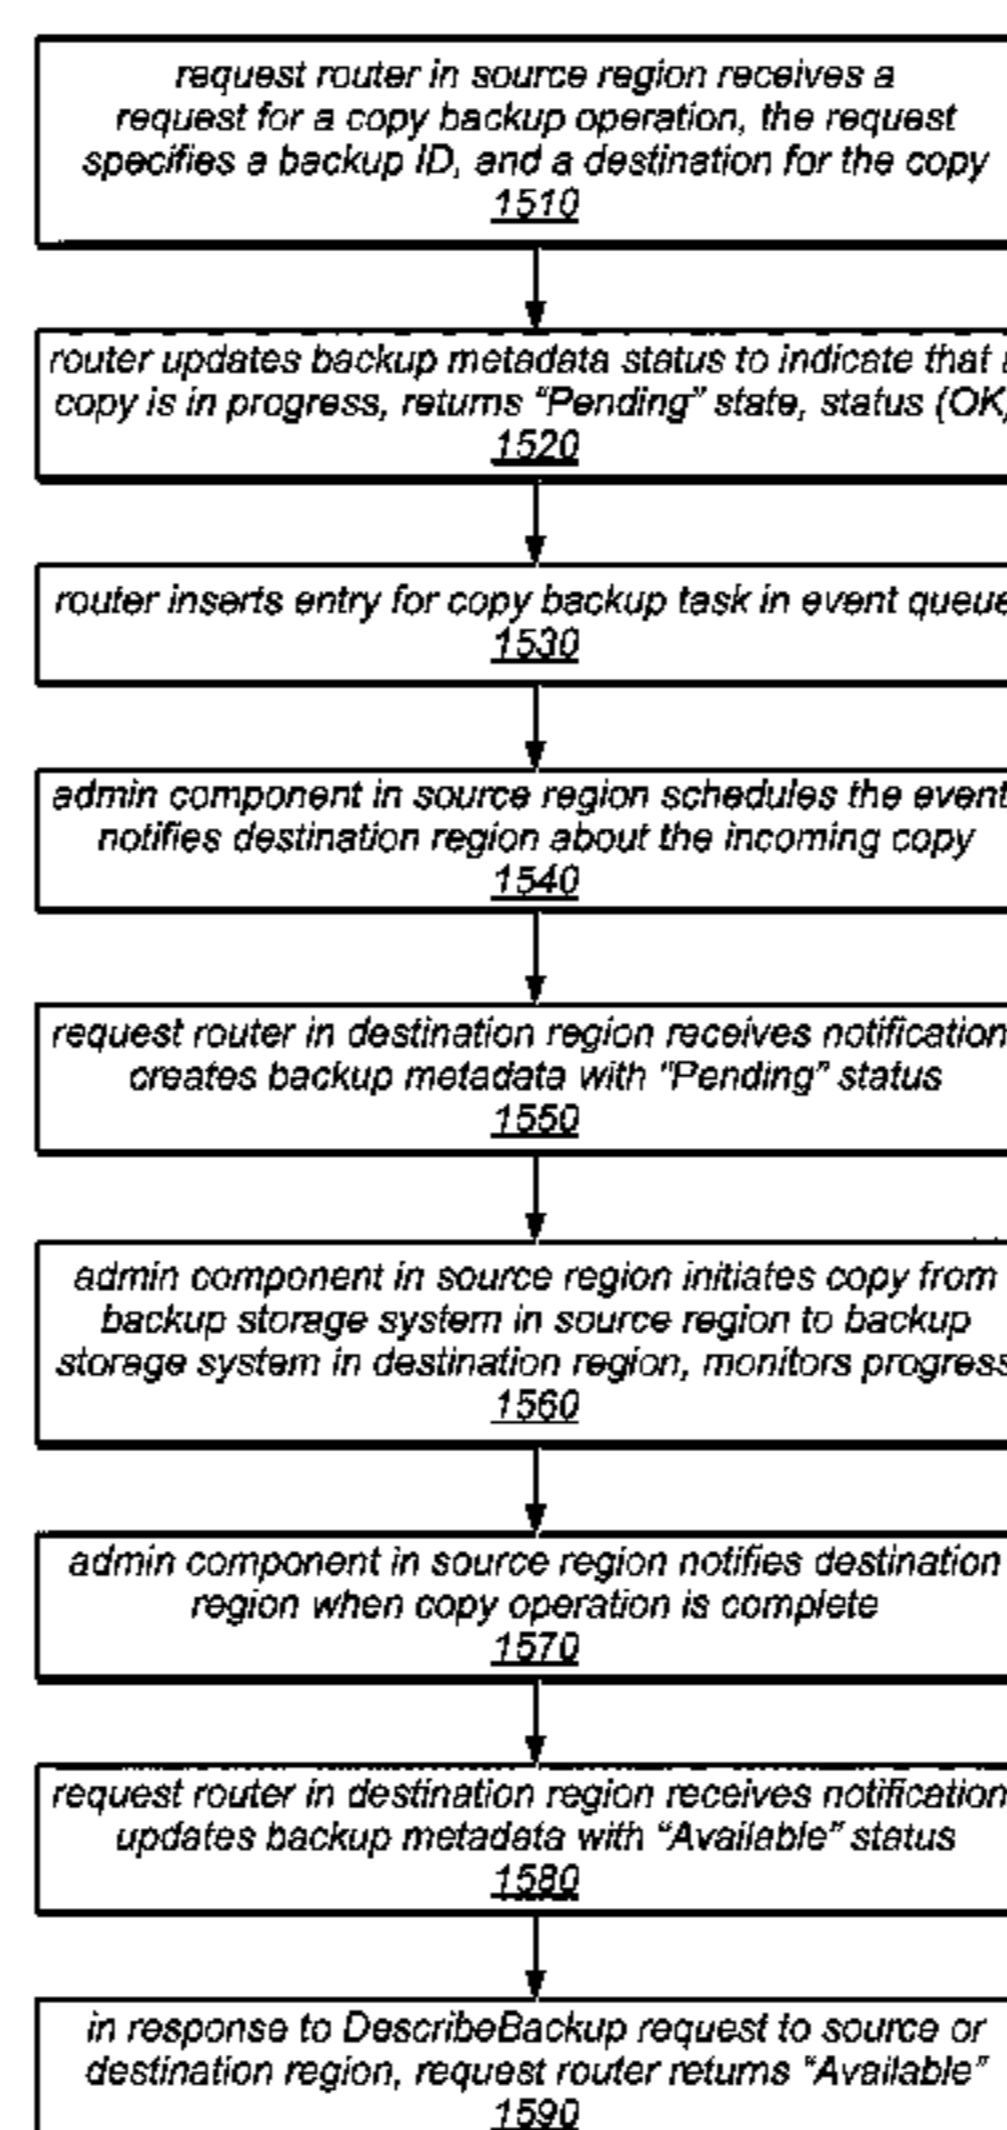 request router in source region receives a
request for a copy backup operation, the request
specifies a backup ID, and a destination for the copy
1510
router updates backup metadata status to indicate that
copy is in progress, returns “Pending” state, status (OK)
1520
router inserts entry for copy backup task in event queue
1530
admin component in source region schedules the event
notifies destination region about the incoming copy
1540
request router in destination region receives notification
creates backup metadata with “Pending” status
1550
admin component in source region initiates copy from
backup storage system in source region to backup
storage system in destination region, monitors progress
1560
admin component in source region notifies destination
region when copy operation is complete
1570
request router in destination region receives notification
updates backup metadata with “Available” status
1580
in response to DescribeBackup request to source or
destination region, request router returns “Available”
1590